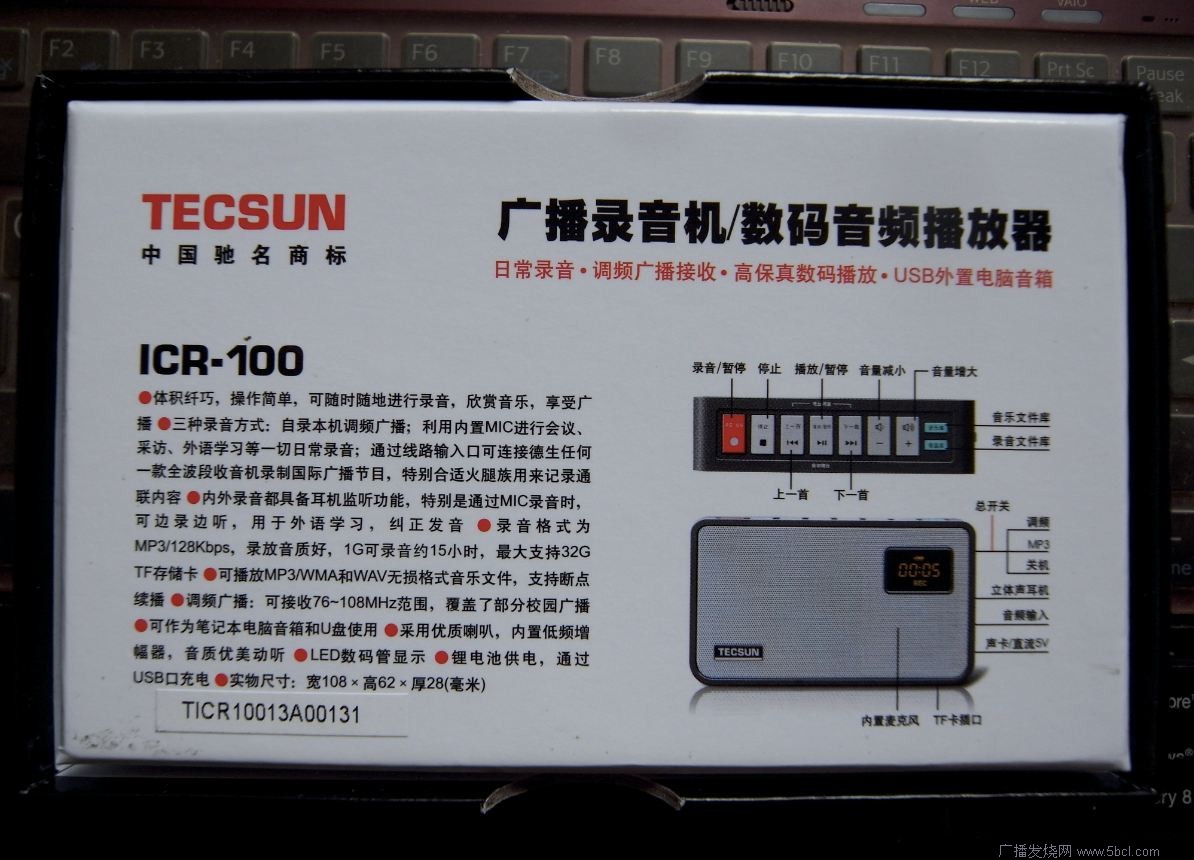 VAIO
F2 F3 F4 F5 F6 F7 F8 F9 F10 F11 F12 Prt Sc Pause
TECSUN
中国驰名商标
广播录音机/数码音频播放器
日常录音•调频广播接收•高保真数码播放•USB外置电脑音箱
ICR-100
●体积纤巧，操作简单，可随时随地进行录音，欣赏音乐，享受广
播 ●三种录音方式：自录本机调频广播；利用内置MIC进行会议、
采访、外语学习等一切日常录音；通过线路输入口可连接德生任何
一款全波段收音机录制国际广播节目，特别合适火腿族用来记录通
联内容 ●内外录音都具备耳机监听功能，特别是通过MIC录音时，
可边录边听，用于外语学习，纠正发音 ●录音格式为
MP3/128Kbps，录放音质好，1G可录音约15小时，最大支持32G
TF存储卡 ●可播放MP3/WMA和WAV无损格式音乐文件，支持断点
续播 ●调频广播：可接收76~108MHz范围，覆盖了部分校园广播
●可作为笔记本电脑音箱和U盘使用 ●采用优质喇叭，内置低频增
幅器，音质优美动听 ●LED数码管显示 ●锂电池供电，通过
USB口充电 ●实物尺寸：宽108×高62×厚28(毫米)
TICR10013A00131
录音/暂停 停止 播放/暂停 音量减小 音量增大
音乐文件库
录音文件库
上一首 下一首
总开关
调频
MP3
关机
00:05
REC
立体声耳机
音频输入
声卡/直流5V
TECSUN
内置麦克风 TF卡插口
广播发烧网 www.5bcl.com